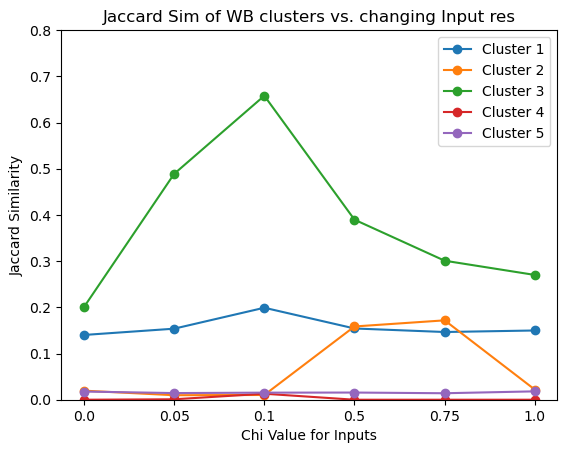 Jaccard Sim of WB clusters vs. changing Input res
Jaccard Similarity
0.8
0.7
0.6
0.5
0.4
0.3
0.2
0.1
0.0
Cluster 1
Cluster 2
Cluster 3
Cluster 4
Cluster 5
0.0 0.05 0.1 0.5 0.75 1.0
Chi Value for Inputs